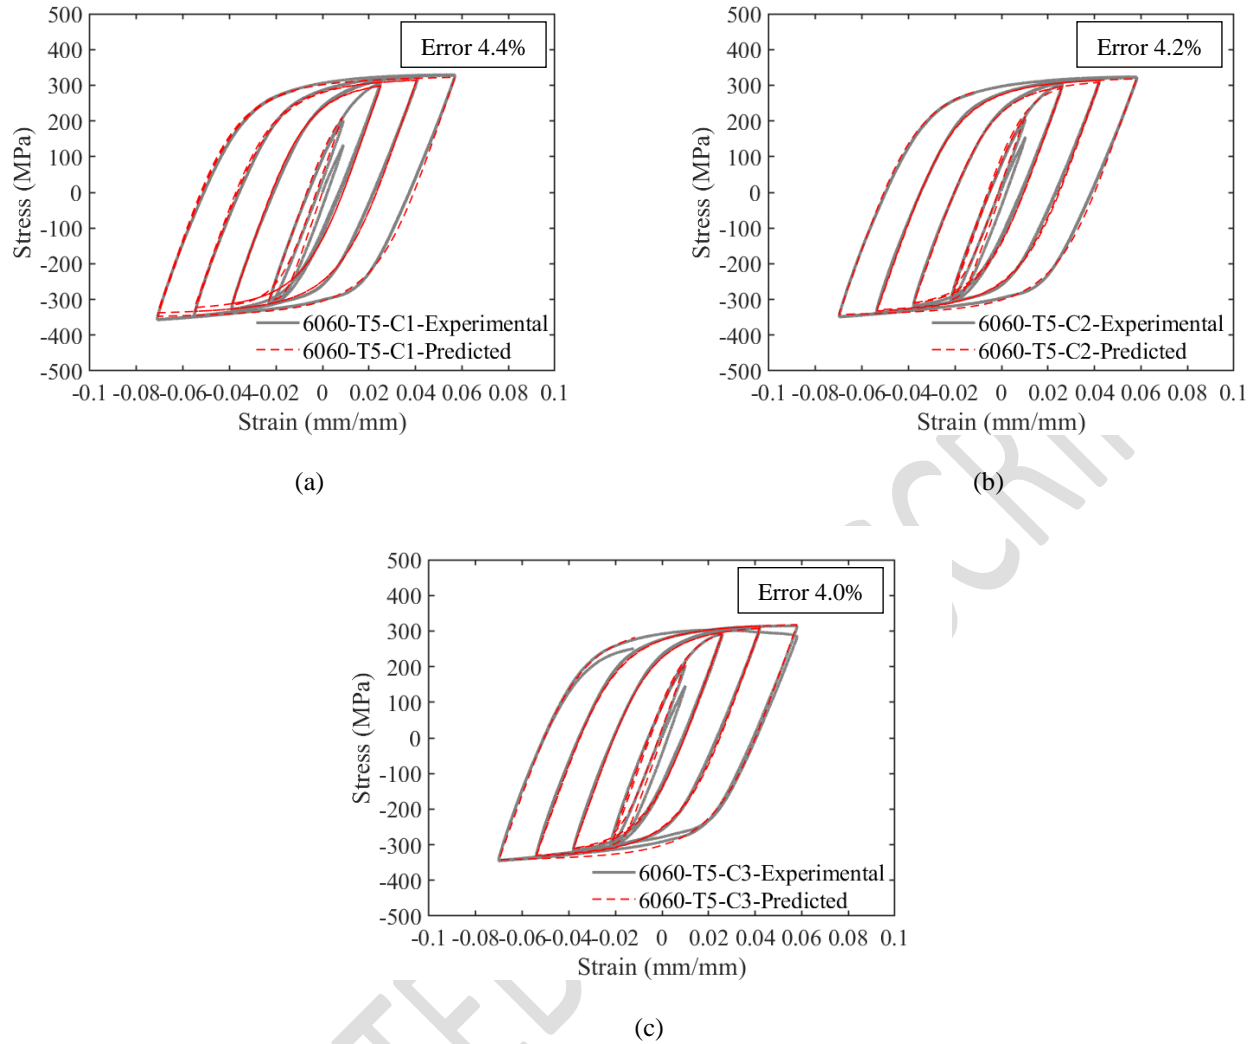 500
400
300
200
100
0
-100
-200
-300
-400
-500
Stress (MPa)
Error 4.4%
6060-T5-C1-Experimental
6060-T5-C1-Predicted
-0.1 -0.08 -0.06 -0.04 -0.02 0 0.02 0.04 0.06 0.08 0.1
Strain (mm/mm)
(a)
500
400
300
200
100
0
-100
-200
-300
-400
-500
Stress (MPa)
Error 4.2%
6060-T5-C2-Experimental
6060-T5-C2-Predicted
-0.1 -0.08 -0.06 -0.04 -0.02 0 0.02 0.04 0.06 0.08 0.1
Strain (mm/mm)
(b)
500
400
300
200
100
0
-100
-200
-300
-400
-500
Stress (MPa)
Error 4.0%
6060-T5-C3-Experimental
6060-T5-C3-Predicted
-0.1 -0.08 -0.06 -0.04 -0.02 0 0.02 0.04 0.06 0.08 0.1
Strain (mm/mm)
(c)